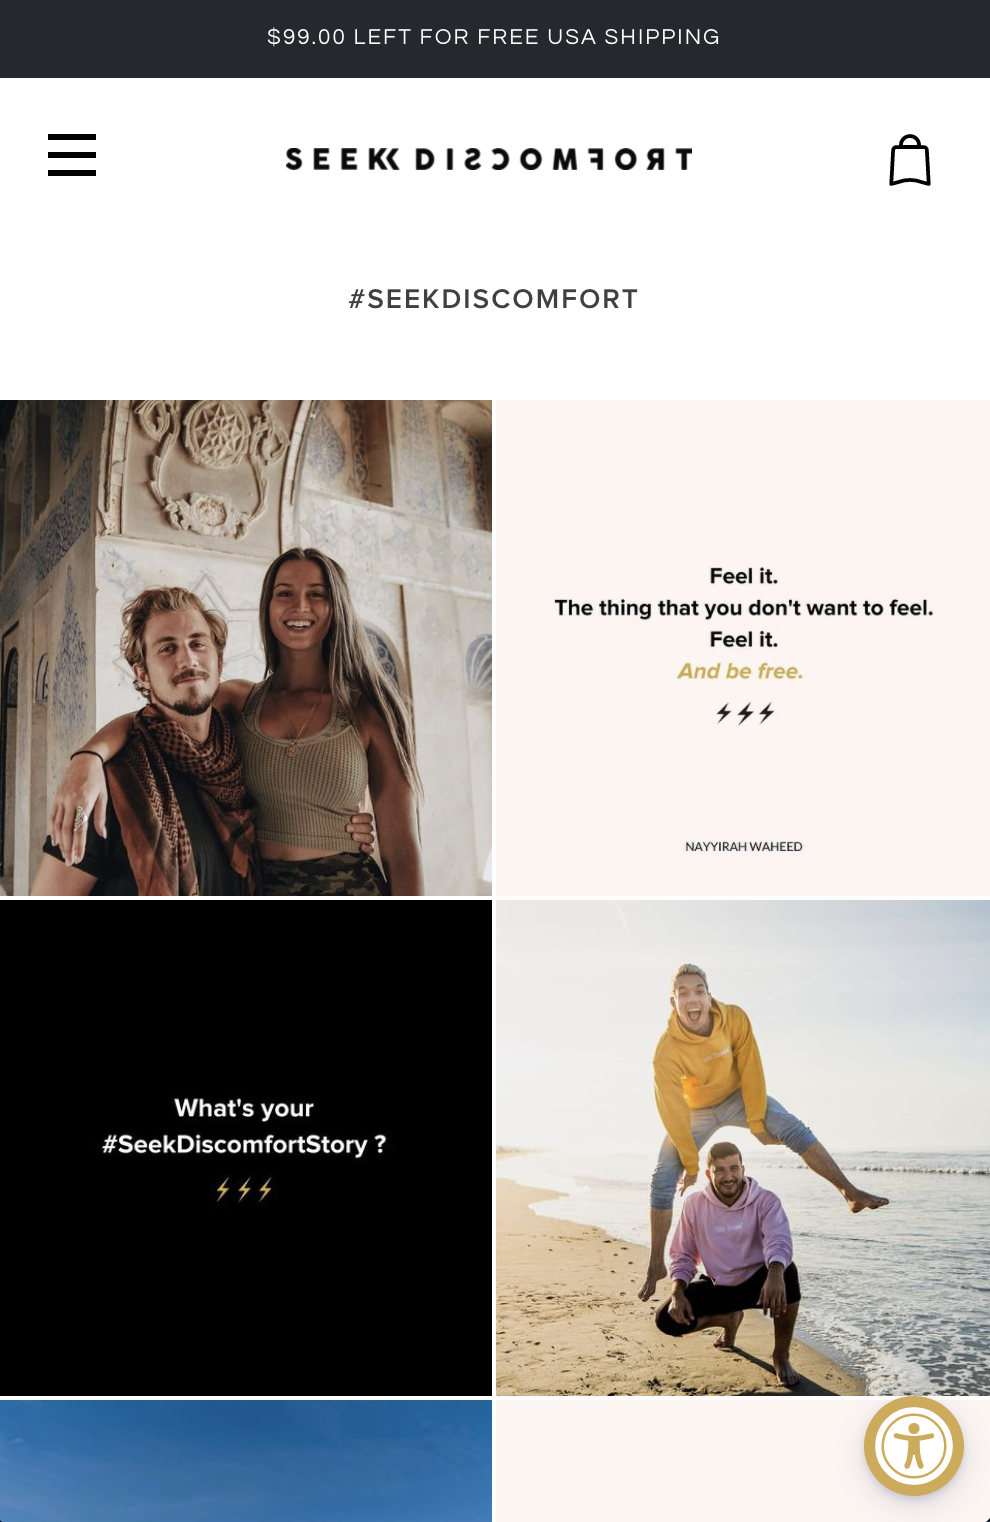 $99.00 LEFT FOR FREE USA SHIPPING
SEEK DISCOMFORT
#SEEKDISCOMFORT
Feel it.
The thing that you don't want to feel.
Feel it.
And be free.
NAYYIRAH WAHEED
What's your
#SeekDiscomfortStory ?